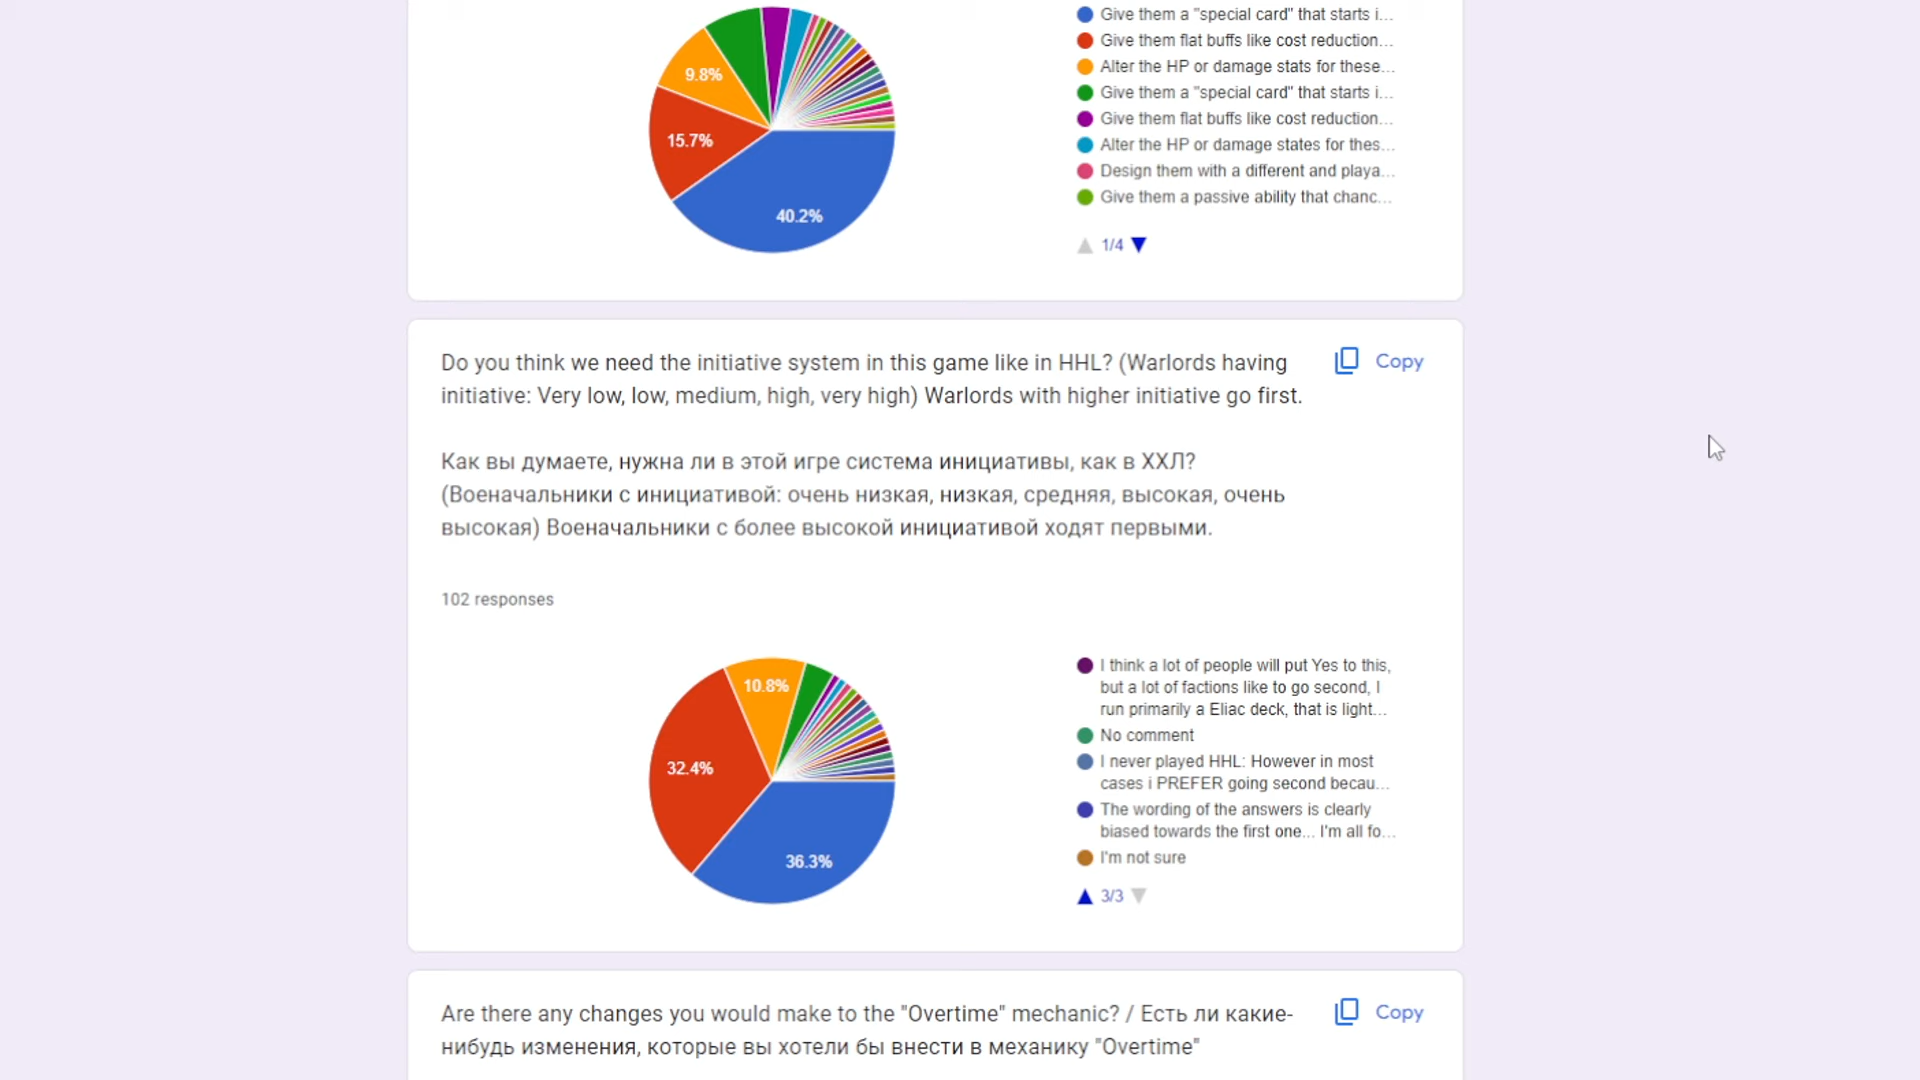 Give them a "special card" that starts i...
Give them flat buffs like cost reduction...
Alter the HP or damage stats for these...
Give them a "special card" that starts i...
Give them flat buffs like cost reduction...
Alter the HP or damage states for thes...
Design them with a different and playa...
Give them a passive ability that chanc...
9.8%
15.7%
40.2%
1/4
Do you think we need the initiative system in this game like in HHL? (Warlords having
initiative: Very low, low, medium, high, very high) Warlords with higher initiative go first.
Copy
Как вы думаете, нужна ли в этой игре система инициативы, как в ХХЛ?
(Военачальники с инициативой: очень низкая, низкая, средняя, высокая, очень
высокая) Военачальники с более высокой инициативой ходят первыми.
102 responses
10.8%
32.4%
36.3%
I think a lot of people will put Yes to this,
but a lot of factions like to go second, I
run primarily a Eliac deck, that is light...
No comment
I never played HHL: However in most
cases i PREFER going second becau...
The wording of the answers is clearly
biased towards the first one... I'm all fo...
I'm not sure
3/3
Are there any changes you would make to the "Overtime" mechanic? / Есть ли какие-
нибудь изменения, которые вы хотели бы внести в механику "Overtime"
Copy